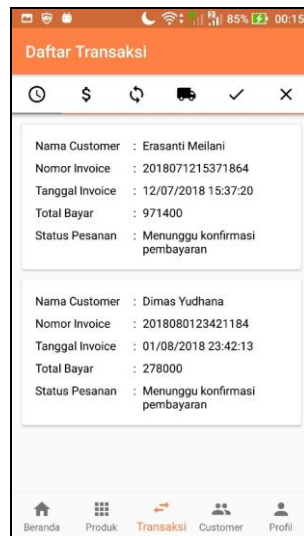 85% 00:15
Daftar Transaksi
Nama Customer : Erasanti Meilani
Nomor Invoice : 2018071215371864
Tanggal Invoice : 12/07/2018 15:37:20
Total Bayar : 971400
Status Pesanan : Menunggu konfirmasi
pembayaran
Nama Customer : Dimas Yudhana
Nomor Invoice : 2018080123421184
Tanggal Invoice : 01/08/2018 23:42:13
Total Bayar : 278000
Status Pesanan : Menunggu konfirmasi
pembayaran
Beranda Produk Transaksi Customer Profil